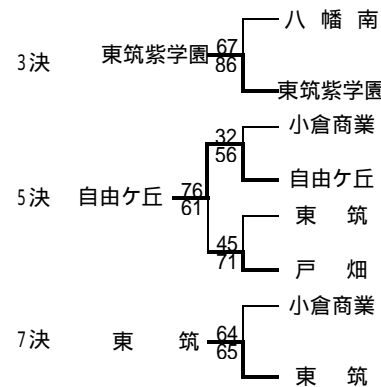 八 幡 南
3決 東筑紫学園 67
86
東筑紫学園
小倉商業
32
56
自由ケ丘
5決 自由ケ丘 76
61
東 筑
45
71
戸 畑
小倉商業
7決 東 筑 64
65
東 筑